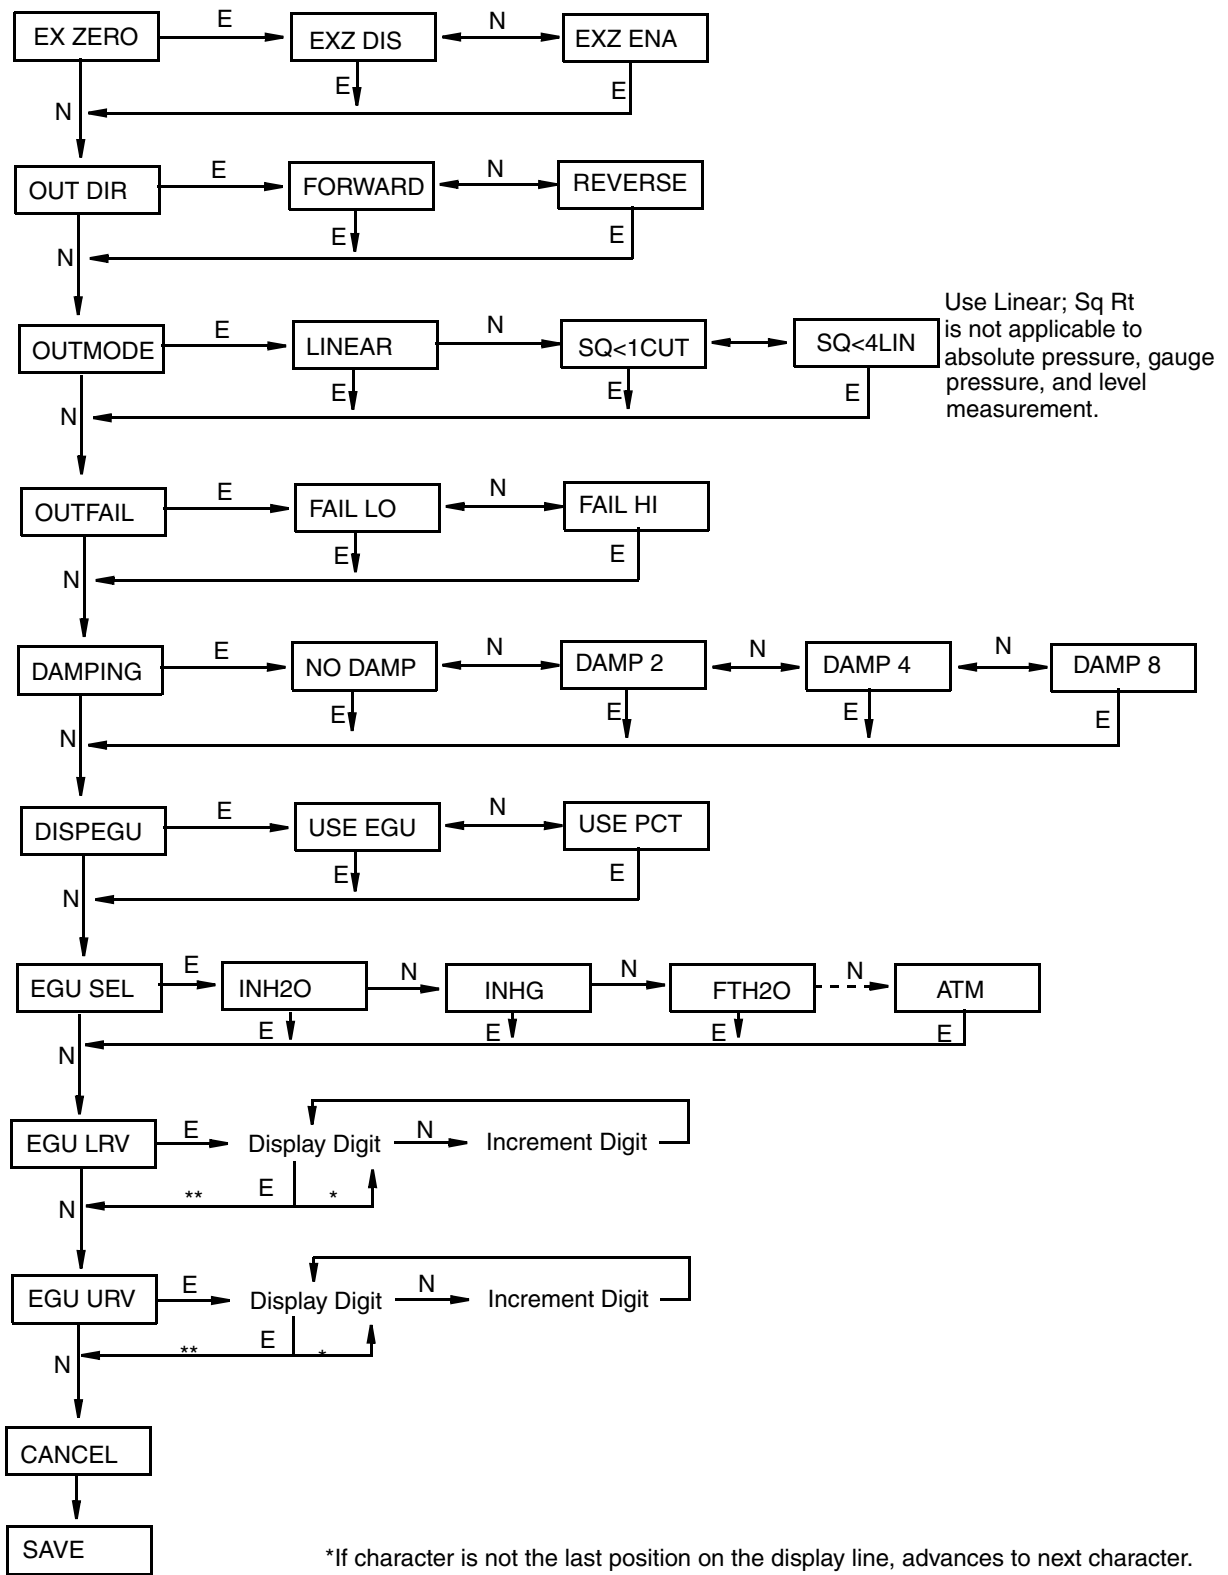 EX ZERO E EXZ DIS N EXZ ENA
E E
N
OUT DIR E FORWARD N REVERSE
E E
N
OUTMODE E LINEAR N SQ<1CUT SQ<4LIN
Use Linear; Sq Rt
is not applicable to
absolute pressure, gauge
pressure, and level
measurement.
E E E
N
OUTFAIL E FAIL LO N FAIL HI
E E
N
DAMPING E NO DAMP N DAMP 2 N DAMP 4 N DAMP 8
E E E E
N
DISPEGU E USE EGU N USE PCT
E E
N
EGU SEL E INH2O N INHG N FTH2O N ATM
E E E E
N
EGU LRV E Display Digit N Increment Digit
** E *
N
EGU URV E Display Digit N Increment Digit
** E *
N
CANCEL
SAVE
*If character is not the last position on the display line, advances to next character.